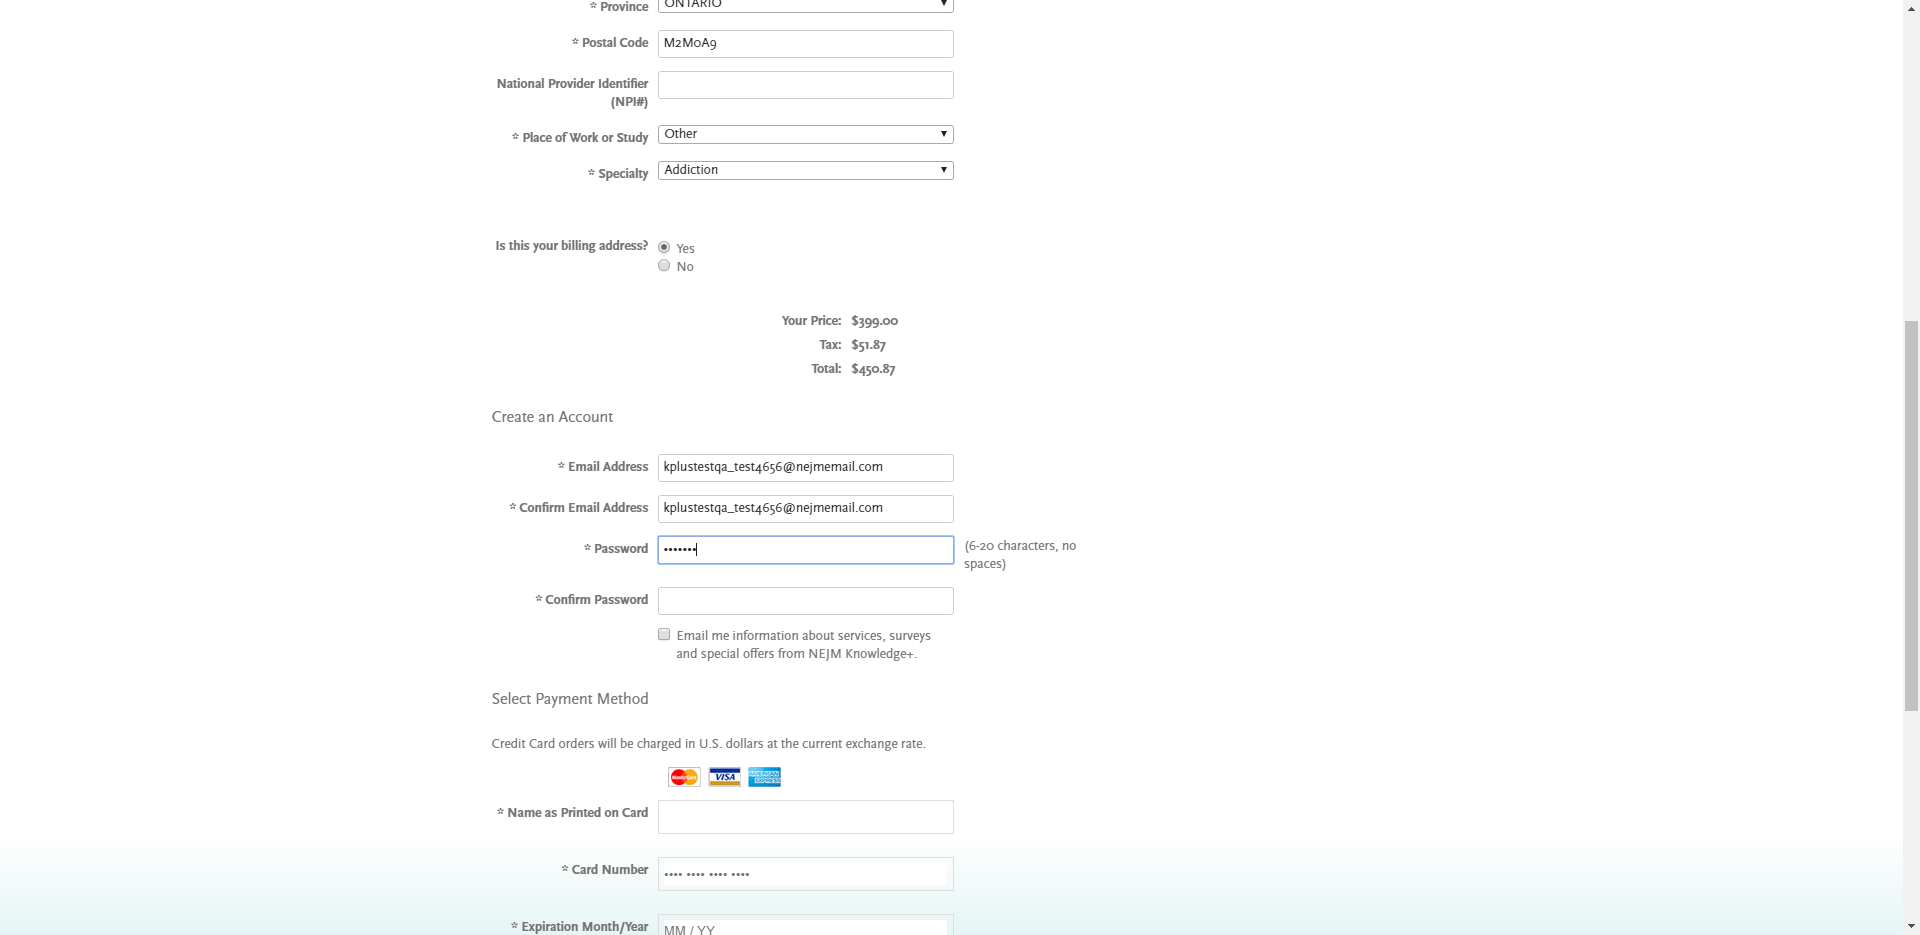 * Province ONTARIO
* Postal Code M2M0A9
National Provider Identifier
(NPI#)
* Place of Work or Study Other
* Specialty Addiction
Is this your billing address? Yes
No
Your Price: $399.00
Tax: $51.87
Total: $450.87
Create an Account
* Email Address kplustestqa_test4656@nejmemail.com
* Confirm Email Address kplustestqa_test4656@nejmemail.com
* Password ••••••• (6-20 characters, no
spaces)
* Confirm Password
Email me information about services, surveys
and special offers from NEJM Knowledge+.
Select Payment Method
Credit Card orders will be charged in U.S. dollars at the current exchange rate.
MasterCard VISA AMERICAN EXPRESS
* Name as Printed on Card
* Card Number •••• •••• •••• ••••
* Expiration Month/Year MM / YY